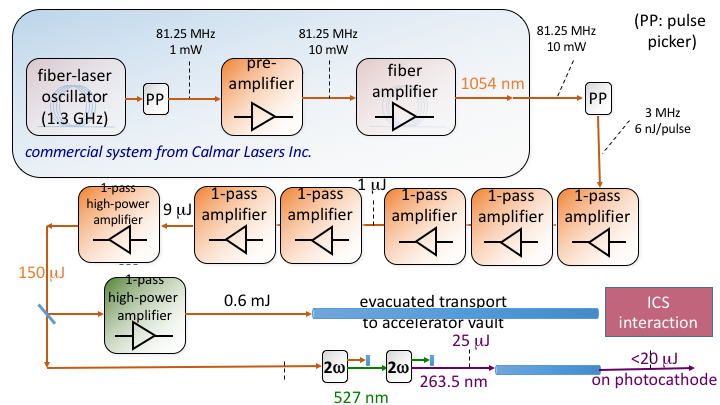 81.25 MHz
1 mW
81.25 MHz
10 mW
81.25 MHz
10 mW
(PP: pulse
picker)
fiber-laser
oscillator
(1.3 GHz)
PP
pre-
amplifier
fiber
amplifier
1054 nm
PP
3 MHz
6 nJ/pulse
commercial system from Calmar Lasers Inc.
1-pass
high-power
amplifier
9 µJ
1-pass
amplifier
1-pass
amplifier
1 µJ
1-pass
amplifier
1-pass
amplifier
1-pass
amplifier
150 µJ
1-pass
high-power
amplifier
0.6 mJ
evacuated transport
to accelerator vault
ICS
interaction
2ω
2ω
527 nm
25 µJ
263.5 nm
<20 µJ
on photocathode